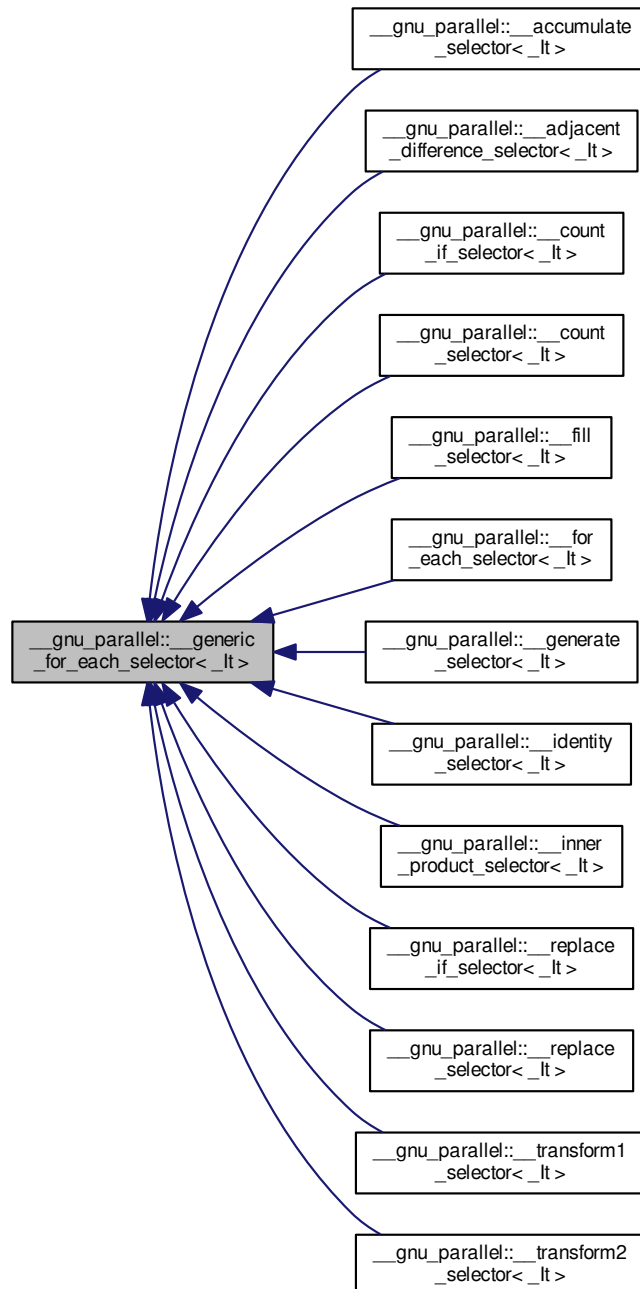 __gnu_parallel::__accumulate
_selector< _It >
__gnu_parallel::__adjacent
_difference_selector< _It >
__gnu_parallel::__count
_if_selector< _It >
__gnu_parallel::__count
_selector< _It >
__gnu_parallel::__fill
_selector< _It >
__gnu_parallel::__for
_each_selector< _It >
__gnu_parallel::__generic
_for_each_selector< _It >
__gnu_parallel::__generate
_selector< _It >
__gnu_parallel::__identity
_selector< _It >
__gnu_parallel::__inner
_product_selector< _It >
__gnu_parallel::__replace
_if_selector< _It >
__gnu_parallel::__replace
_selector< _It >
__gnu_parallel::__transform1
_selector< _It >
__gnu_parallel::__transform2
_selector< _It >